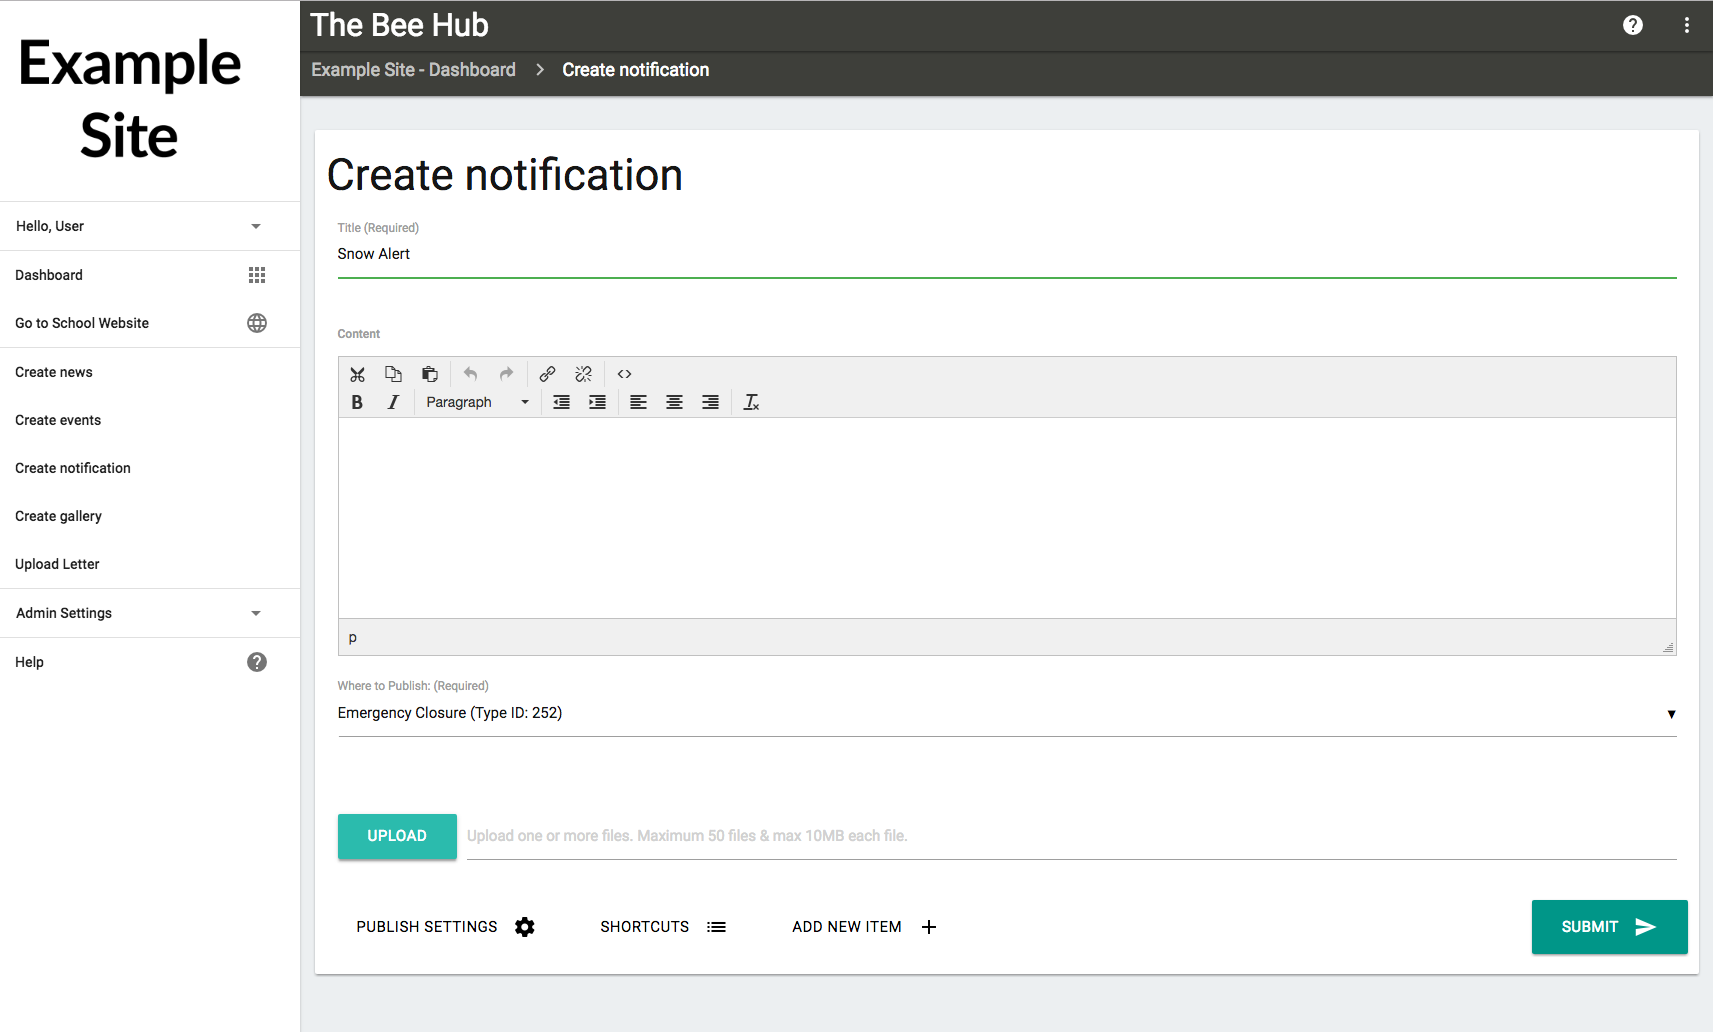 Example
Site
Hello, User
Dashboard
Go to School Website
Create news
Create events
Create notification
Create gallery
Upload Letter
Admin Settings
Help
The Bee Hub
Example Site - Dashboard > Create notification
Create notification
Title (Required)
Snow Alert
Content
B I Paragraph
p
Where to Publish: (Required)
Emergency Closure (Type ID: 252)
UPLOAD Upload one or more files. Maximum 50 files & max 10MB each file.
PUBLISH SETTINGS SHORTCUTS ADD NEW ITEM SUBMIT